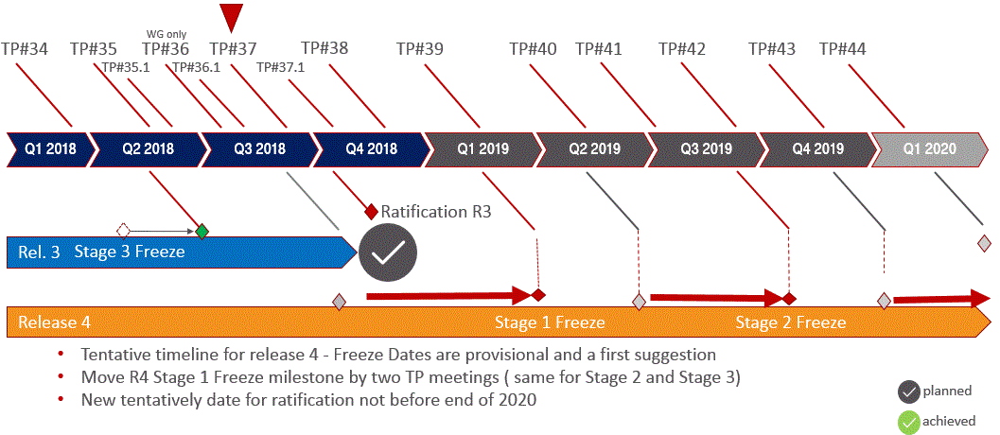 WG only
TP#34 TP#35 TP#36 TP#37 TP#38 TP#39 TP#40 TP#41 TP#42 TP#43 TP#44
TP#35.1 TP#36.1 TP#37.1
Q1 2018 Q2 2018 Q3 2018 Q4 2018 Q1 2019 Q2 2019 Q3 2019 Q4 2019 Q1 2020
Ratification R3
Rel. 3 Stage 3 Freeze
Release 4 Stage 1 Freeze Stage 2 Freeze
• Tentative timeline for release 4 - Freeze Dates are provisional and a first suggestion
• Move R4 Stage 1 Freeze milestone by two TP meetings ( same for Stage 2 and Stage 3)
• New tentatively date for ratification not before end of 2020
planned
achieved